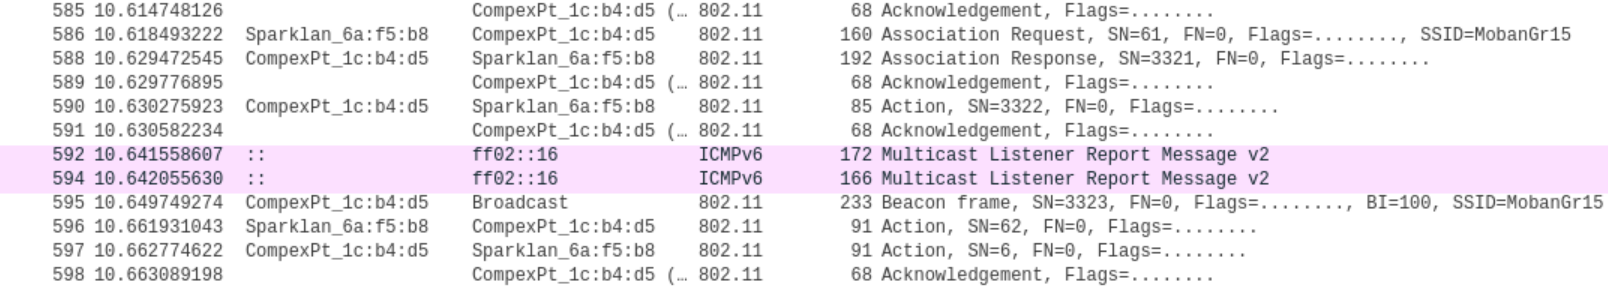 585 10.614748126 CompexPt_1c:b4:d5 (… 802.11 68 Acknowledgement, Flags=........
586 10.618493222 Sparklan_6a:f5:b8 CompexPt_1c:b4:d5 802.11 160 Association Request, SN=61, FN=0, Flags=........, SSID=MobanGr15
588 10.629472545 CompexPt_1c:b4:d5 Sparklan_6a:f5:b8 802.11 192 Association Response, SN=3321, FN=0, Flags=........
589 10.629776895 CompexPt_1c:b4:d5 (… 802.11 68 Acknowledgement, Flags=........
590 10.630275923 CompexPt_1c:b4:d5 Sparklan_6a:f5:b8 802.11 85 Action, SN=3322, FN=0, Flags=........
591 10.630582234 CompexPt_1c:b4:d5 (… 802.11 68 Acknowledgement, Flags=........
592 10.641558607 :: ff02::16 ICMPv6 172 Multicast Listener Report Message v2
594 10.642055630 :: ff02::16 ICMPv6 166 Multicast Listener Report Message v2
595 10.649749274 CompexPt_1c:b4:d5 Broadcast 802.11 233 Beacon frame, SN=3323, FN=0, Flags=........, BI=100, SSID=MobanGr15
596 10.661931043 Sparklan_6a:f5:b8 CompexPt_1c:b4:d5 802.11 91 Action, SN=62, FN=0, Flags=........
597 10.662774622 CompexPt_1c:b4:d5 Sparklan_6a:f5:b8 802.11 91 Action, SN=6, FN=0, Flags=........
598 10.663089198 CompexPt_1c:b4:d5 (… 802.11 68 Acknowledgement, Flags=........